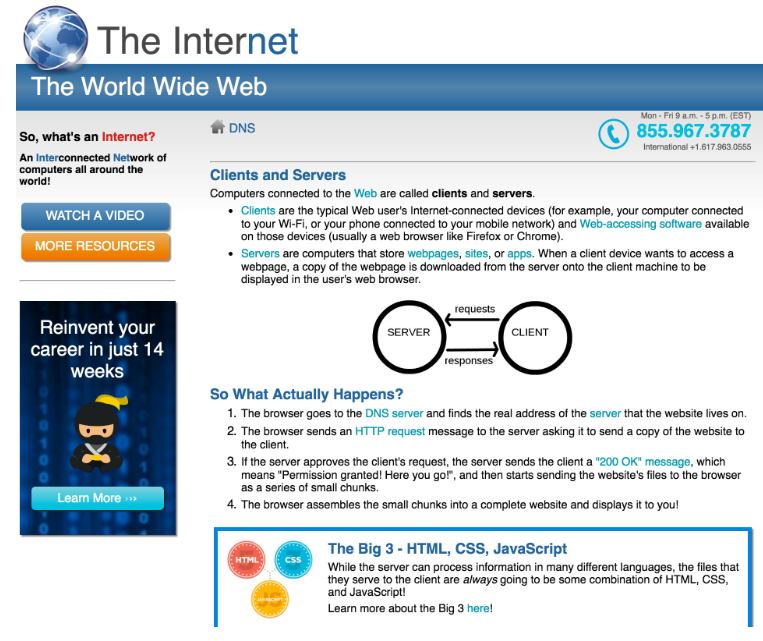 The Internet
The World Wide Web
So, what's an Internet?
An Interconnected Network of
computers all around the
world!
WATCH A VIDEO
MORE RESOURCES
Reinvent your
career in just 14
weeks
Learn More ›››
DNS
Mon - Fri 9 a.m. - 5 p.m. (EST)
855.967.3787
International +1.617.963.0555
Clients and Servers
Computers connected to the Web are called clients and servers.
• Clients are the typical Web user's Internet-connected devices (for example, your computer connected
to your Wi-Fi, or your phone connected to your mobile network) and Web-accessing software available
on those devices (usually a web browser like Firefox or Chrome).
• Servers are computers that store webpages, sites, or apps. When a client device wants to access a
webpage, a copy of the webpage is downloaded from the server onto the client machine to be
displayed in the user's web browser.
requests
SERVER
CLIENT
responses
So What Actually Happens?
1. The browser goes to the DNS server and finds the real address of the server that the website lives on.
2. The browser sends an HTTP request message to the server asking it to send a copy of the website to
the client.
3. If the server approves the client's request, the server sends the client a "200 OK" message, which
means "Permission granted! Here you go!", and then starts sending the website's files to the browser
as a series of small chunks.
4. The browser assembles the small chunks into a complete website and displays it to you!
HTML
CSS
JAVASCRIPT
JS
The Big 3 - HTML, CSS, JavaScript
While the server can process information in many different languages, the files that
they serve to the client are always going to be some combination of HTML, CSS,
and JavaScript!
Learn more about the Big 3 here!